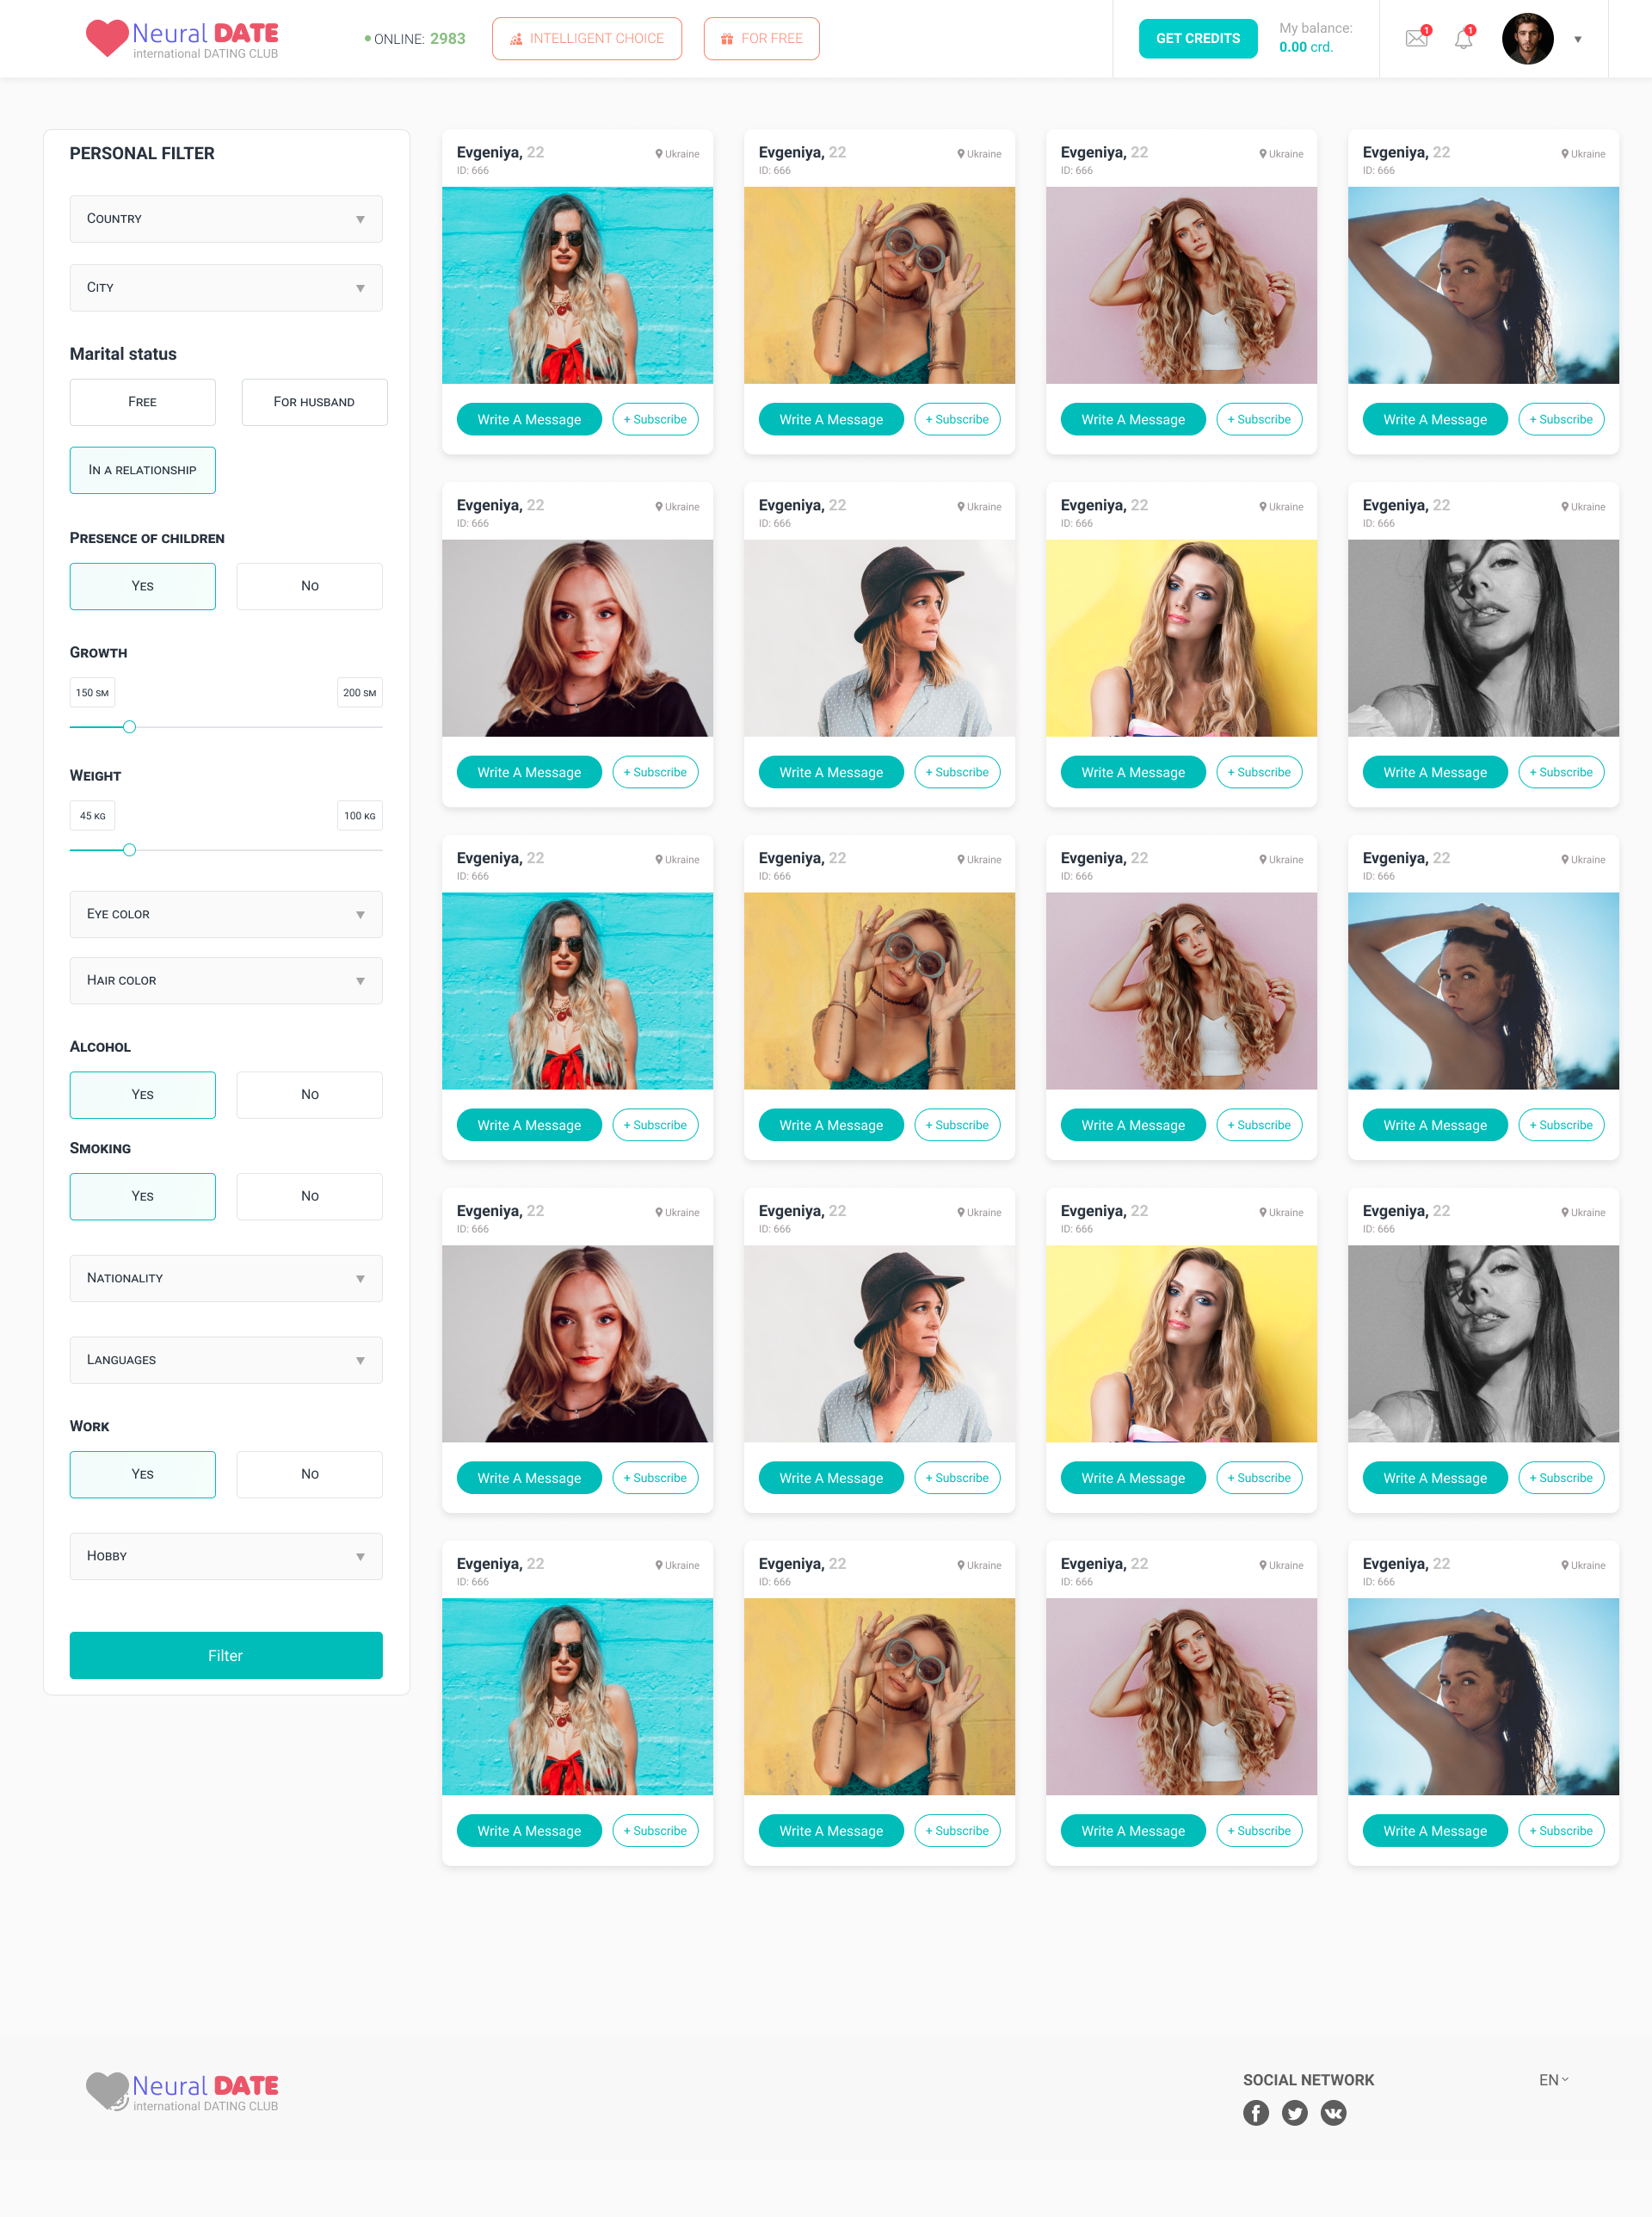 Neural DATE
international DATING CLUB
ONLINE: 2983
INTELLIGENT CHOICE
FOR FREE
GET CREDITS
My balance:
0.00 crd.
1
1
PERSONAL FILTER
Country
City
Marital status
Free
For husband
In a relationship
Presence of children
Yes
No
Growth
150 sm
200 sm
Weight
45 kg
100 kg
Eye color
Hair color
Alcohol
Yes
No
Smoking
Yes
No
Nationality
Languages
Work
Yes
No
Hobby
Filter
Evgeniya, 22
Ukraine
ID: 666
Write A Message
+ Subscribe
Evgeniya, 22
Ukraine
ID: 666
Write A Message
+ Subscribe
Evgeniya, 22
Ukraine
ID: 666
Write A Message
+ Subscribe
Evgeniya, 22
Ukraine
ID: 666
Write A Message
+ Subscribe
Evgeniya, 22
Ukraine
ID: 666
Write A Message
+ Subscribe
Evgeniya, 22
Ukraine
ID: 666
Write A Message
+ Subscribe
Evgeniya, 22
Ukraine
ID: 666
Write A Message
+ Subscribe
Evgeniya, 22
Ukraine
ID: 666
Write A Message
+ Subscribe
Evgeniya, 22
Ukraine
ID: 666
Write A Message
+ Subscribe
Evgeniya, 22
Ukraine
ID: 666
Write A Message
+ Subscribe
Evgeniya, 22
Ukraine
ID: 666
Write A Message
+ Subscribe
Evgeniya, 22
Ukraine
ID: 666
Write A Message
+ Subscribe
Evgeniya, 22
Ukraine
ID: 666
Write A Message
+ Subscribe
Evgeniya, 22
Ukraine
ID: 666
Write A Message
+ Subscribe
Evgeniya, 22
Ukraine
ID: 666
Write A Message
+ Subscribe
Evgeniya, 22
Ukraine
ID: 666
Write A Message
+ Subscribe
Evgeniya, 22
Ukraine
ID: 666
Write A Message
+ Subscribe
Evgeniya, 22
Ukraine
ID: 666
Write A Message
+ Subscribe
Evgeniya, 22
Ukraine
ID: 666
Write A Message
+ Subscribe
Evgeniya, 22
Ukraine
ID: 666
Write A Message
+ Subscribe
Neural DATE
international DATING CLUB
SOCIAL NETWORK
EN